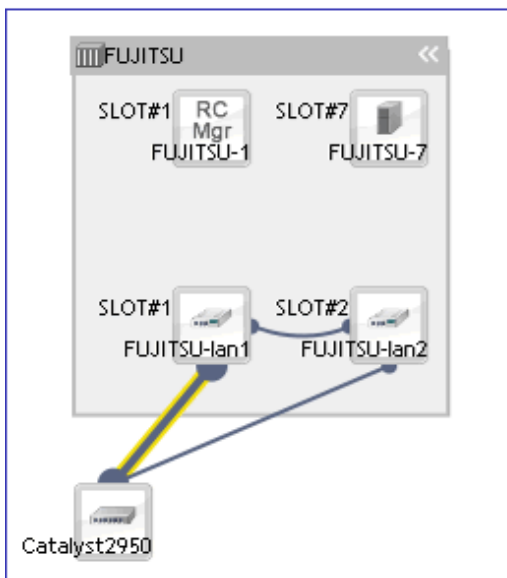 FUJITSU
SLOT#1 RC Mgr SLOT#7
FUJITSU-1 FUJITSU-7
SLOT#1 SLOT#2
FUJITSU-lan1 FUJITSU-lan2
Catalyst2950